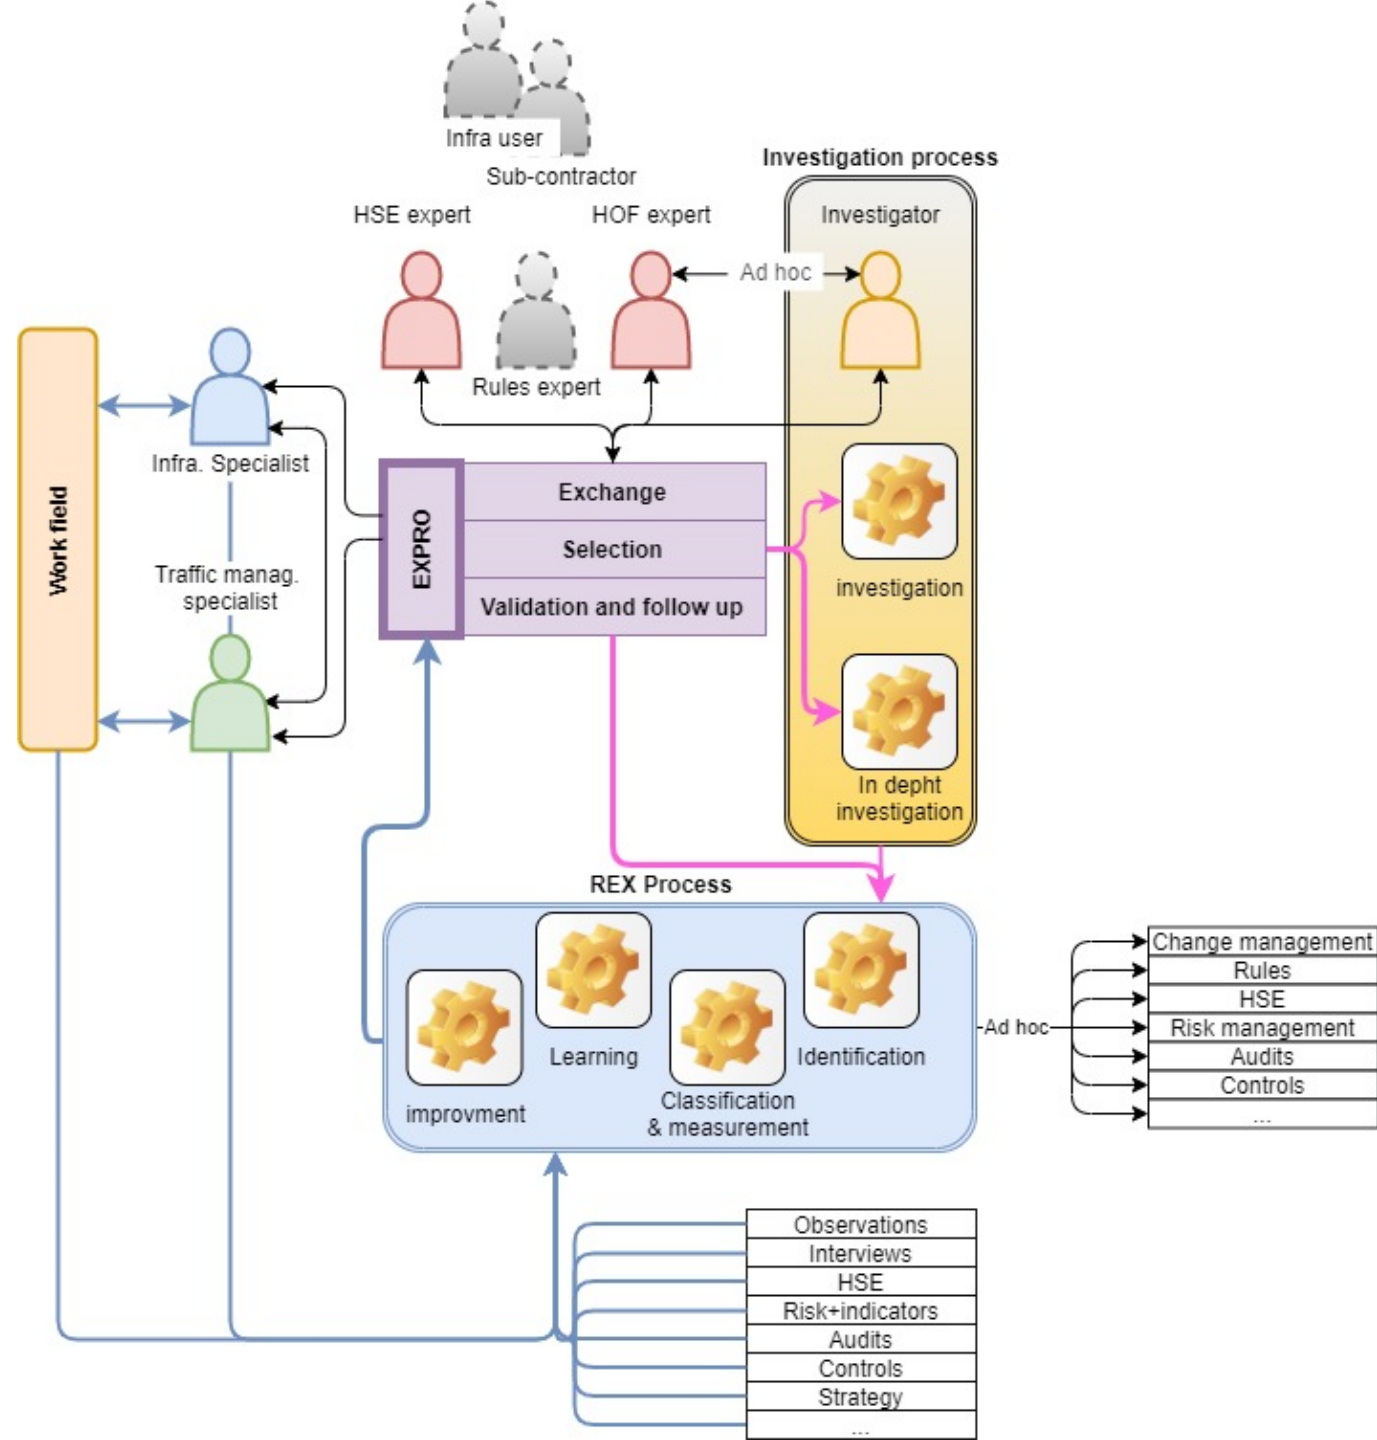 Infra user
Sub-contractor
Investigation process
HSE expert
HOF expert
Investigator
Ad hoc
Rules expert
Infra. Specialist
Work field
EXPRO
Exchange
Selection
Validation and follow up
Traffic manag.
specialist
investigation
In depht
investigation
REX Process
Learning
Identification
improvment
Classification
& measurement
Ad hoc
Change management
Rules
HSE
Risk management
Audits
Controls
...
Observations
Interviews
HSE
Risk+indicators
Audits
Controls
Strategy
...